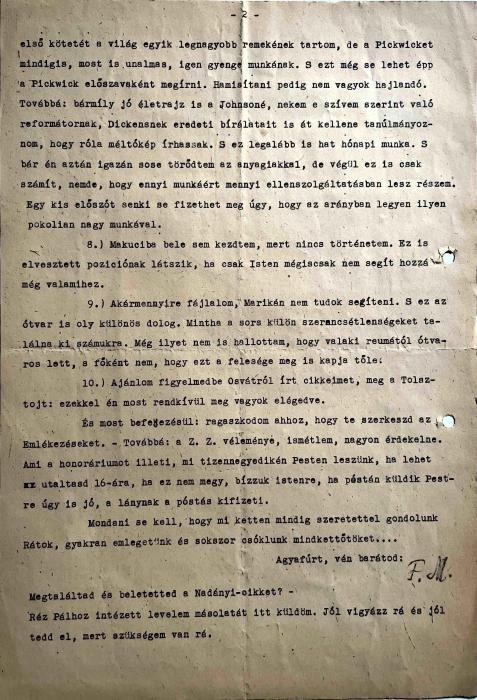 - 2 -
első kötetét a világ egyik legnagyobb remekének tartom, de a Pickwicket
mindigis, most is unalmas, igen gyenge munkának. S ezt még se lehet épp
a Pickwick előszavaként megírni. Hamisítani pedig nem vagyok hajlandó.
Továbbá: bármily jó életrajz is a Johnsoné, nekem e szívem szerint való
reformátornak, Dickensnek eredeti bírálatait is át kellene tanúlmányoz-
nom, hogy róla méltókép írhassak. S ez legalább is hat hónapi munka. S
bár én aztán igazán sose törődtem az anyagiakkal, de végül ez is csak
számít, nemde, hogy ennyi munkáért mennyi ellenszolgáltatásban lesz részem.
Egy kis előszót senki se fizethet meg úgy, hogy az arányban legyen ilyen
pokolian nagy munkával.
8.) Makuciba bele sem kezdtem, mert nincs történetem. Ez is
elvesztett poziciónak látszik, ha csak Isten mégiscsak nem segít hozzá
még valamihez.
9.) Akármennyire fájlalom, Marikán nem tudok segíteni. S ez az
ótvar is oly különös dolog. Mintha a sors külön szerancsétlenségeket ta-
lálna ki számukra. Még ilyet nem is hallottam, hogy valaki reumától ótva-
ros lett, a főként nem, hogy ezt a felesége meg is kapja tőle.
10.) Ajánlom figyelmedbe Osvátról írt cikkeimet, meg a Tolsz-
tojt: ezekkel én most rendkívül meg vagyok elégedve.
És most befejezésül: ragaszkodom ahhoz, hogy te szerkeszd az
Emlékezéseket. - Továbbá: a Z. Z. véleménye, ismétlem, nagyon érdekelne.
Ami a honoráriumot illeti, mi tizennegyedikén Pesten leszünk, ha lehet
utaltasd 16-ára, ha ez nem megy, bízzuk istenre, ha póstán küldik Pest-
re úgy is jó, a lánynak a póstás kifizeti.
Mondani se kell, hogy mi ketten mindig szeretettel gondolunk
Rátok, gyakran emlegetünk és sokszor csóklunk mindkettőtöket....
Agyafúrt, vén barátod:
F. M.
Megtaláltad és beletetted a Nadányi-cikket? -
Réz Pálhoz intézett levelem másolatát itt küldöm. Jól vigyázz rá és jól
tedd el, mert szükségem van rá.